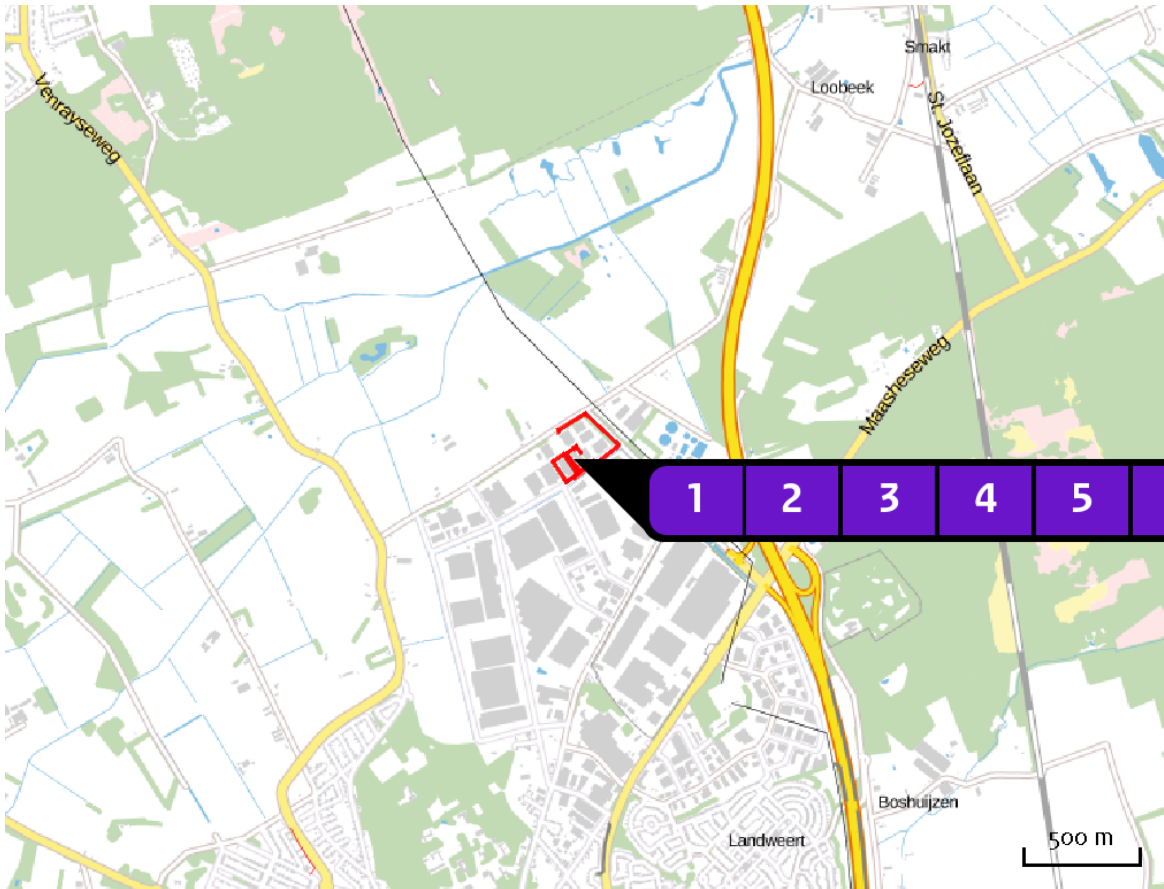 Smakt
Loobeek
Venrayseweg
St. Jozeflaan
Maasheseweg
1 2 3 4 5
Boshuijzen
Landweert
500 m